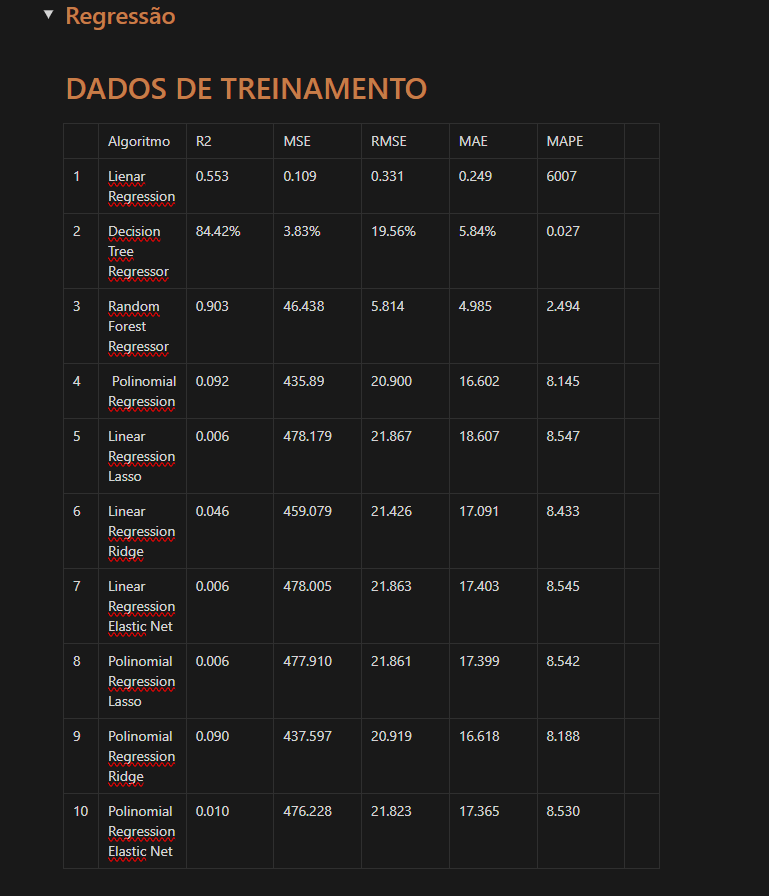 Regressão
DADOS DE TREINAMENTO
Algoritmo R2 MSE RMSE MAE MAPE
1 Lienar 0.553 0.109 0.331 0.249 6007
Regression
2 Decision 84.42% 3.83% 19.56% 5.84% 0.027
Tree
Regressor
3 Random 0.903 46.438 5.814 4.985 2.494
Forest
Regressor
4 Polinomial 0.092 435.89 20.900 16.602 8.145
Regression
5 Linear 0.006 478.179 21.867 18.607 8.547
Regression
Lasso
6 Linear 0.046 459.079 21.426 17.091 8.433
Regression
Ridge
7 Linear 0.006 478.005 21.863 17.403 8.545
Regression
Elastic Net
8 Polinomial 0.006 477.910 21.861 17.399 8.542
Regression
Lasso
9 Polinomial 0.090 437.597 20.919 16.618 8.188
Regression
Ridge
10 Polinomial 0.010 476.228 21.823 17.365 8.530
Regression
Elastic Net